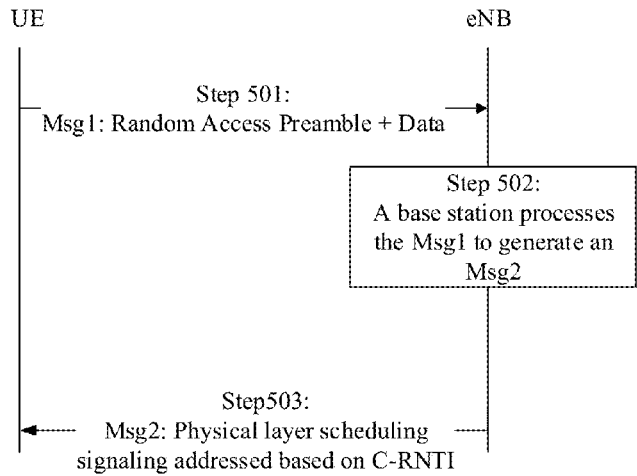 UE
eNB
Step 501:
Msg1: Random Access Preamble + Data
Step 502:
A base station processes
the Msg1 to generate an
Msg2
Step503:
Msg2: Physical layer scheduling
signaling addressed based on C-RNTI